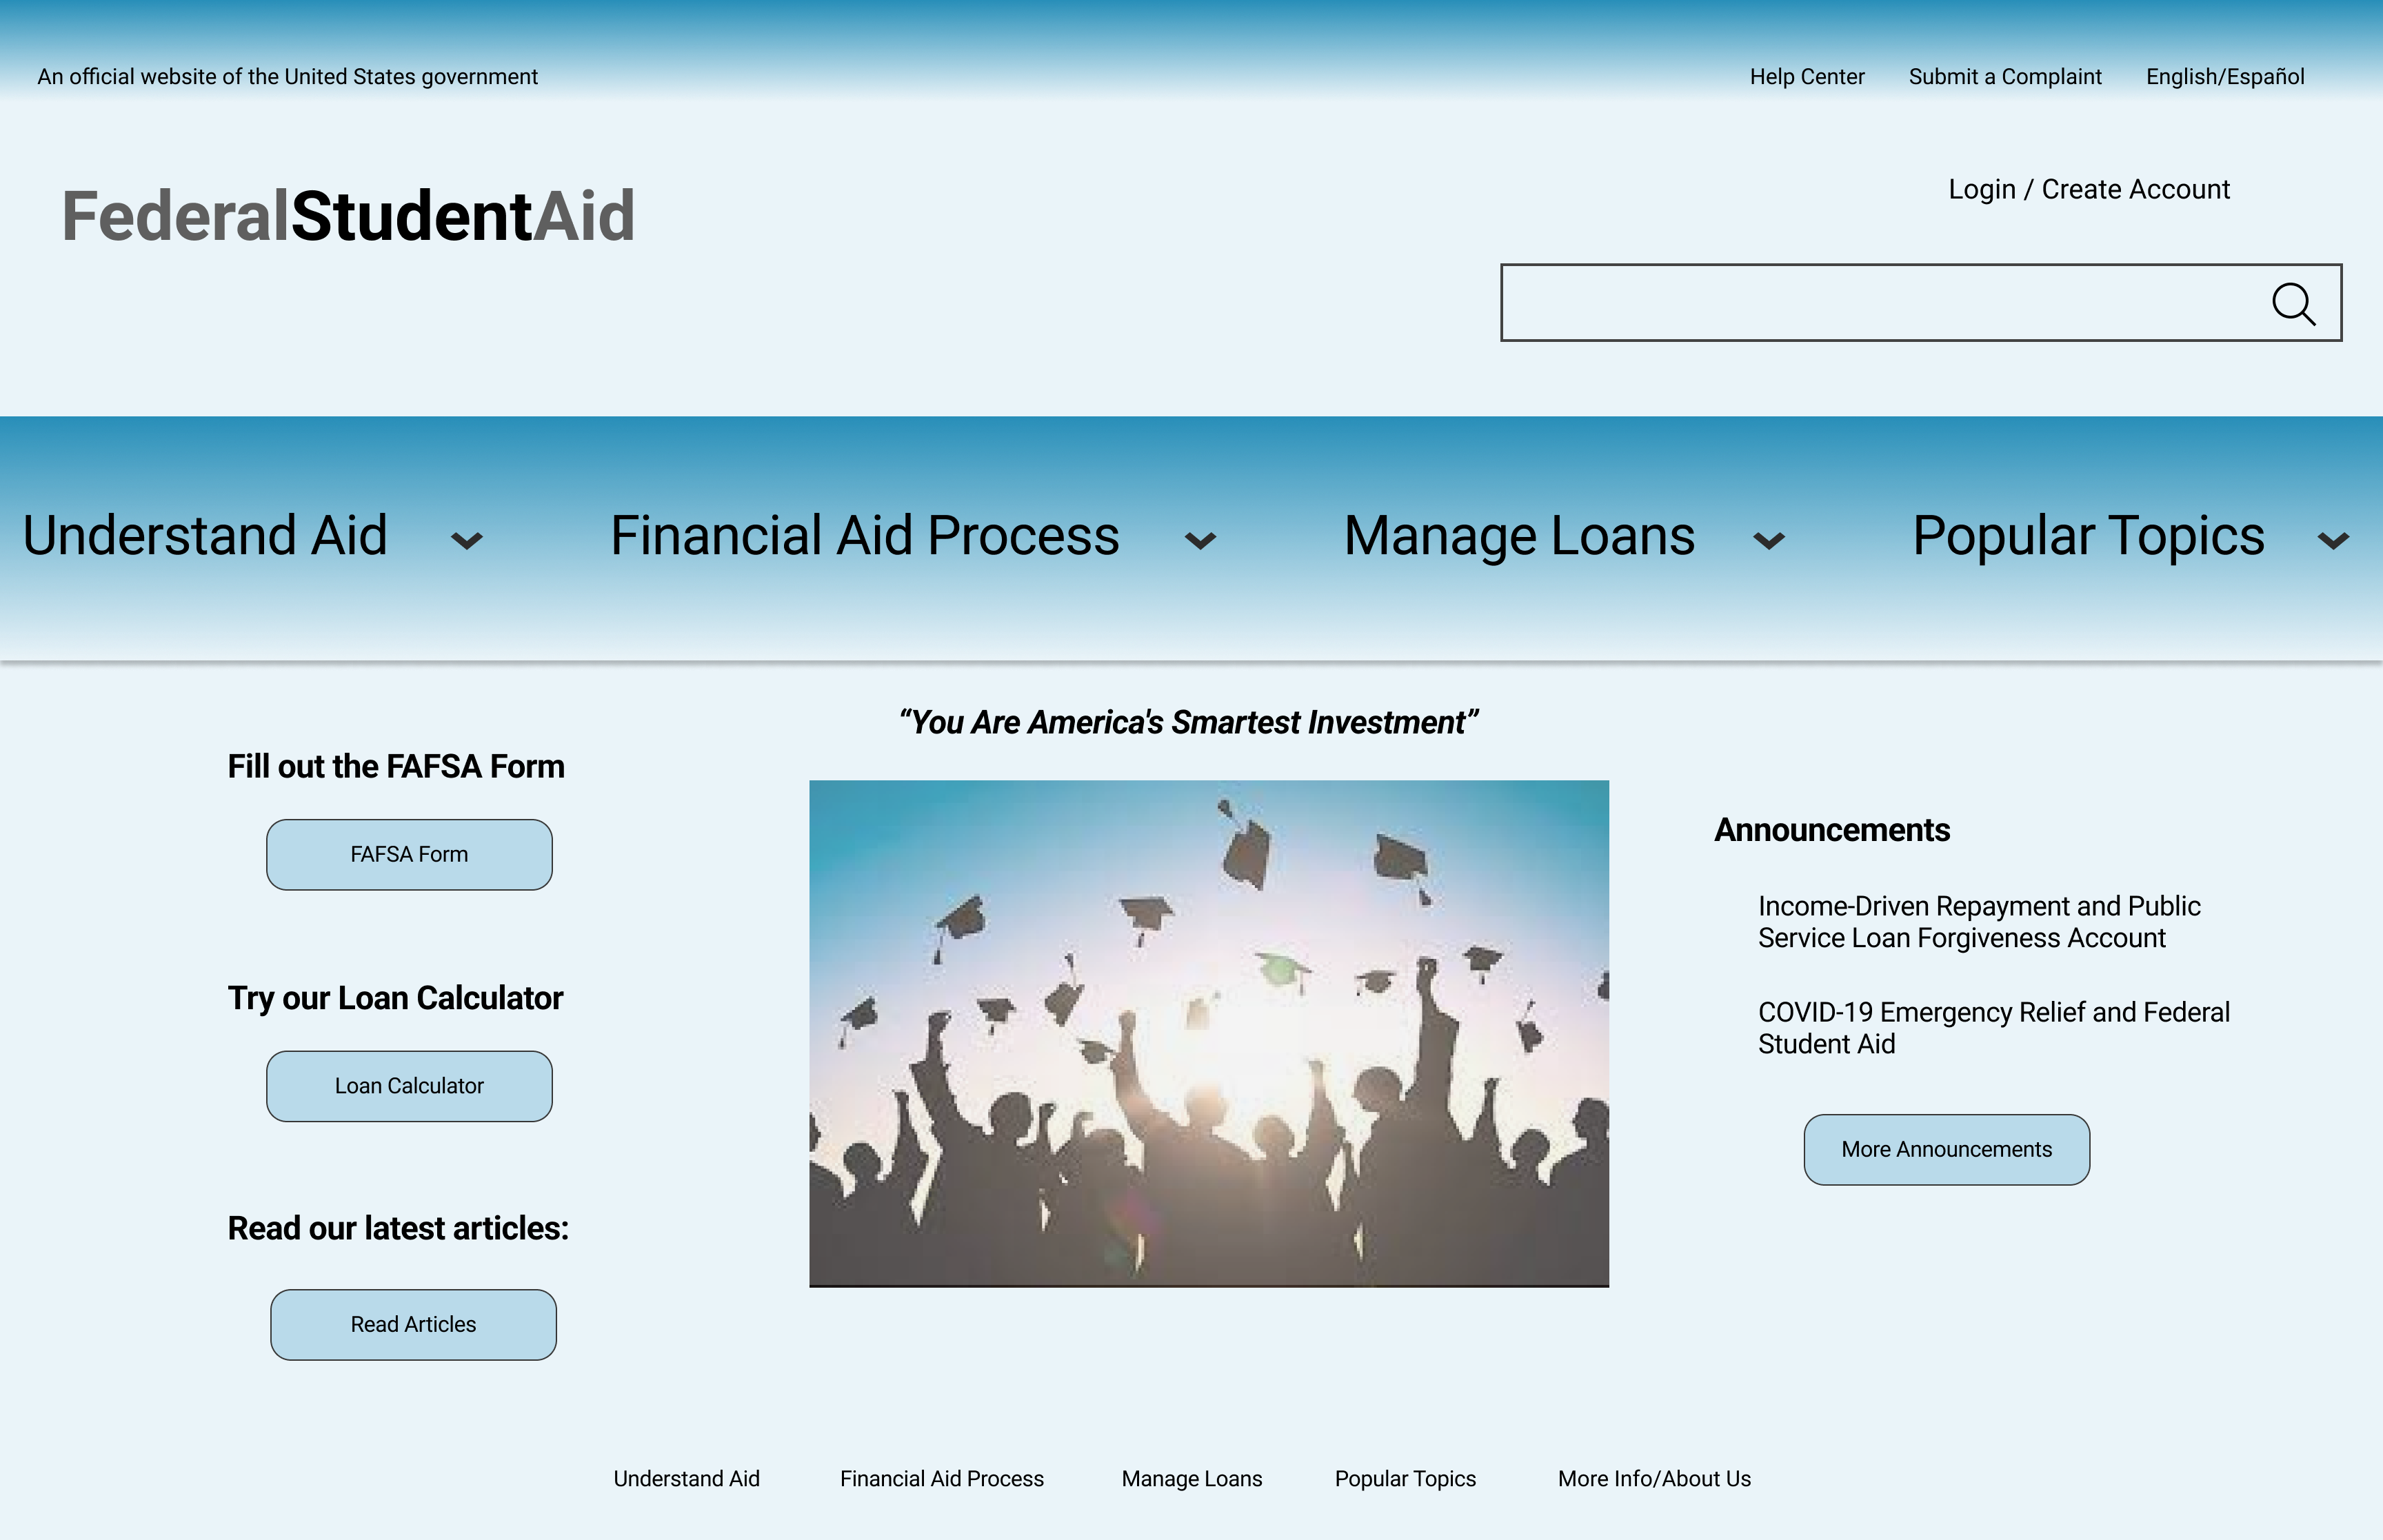 An official website of the United States government
Help Center
Submit a Complaint
English/Español
FederalStudentAid
Login / Create Account
Understand Aid
Financial Aid Process
Manage Loans
Popular Topics
“You Are America's Smartest Investment”
Fill out the FAFSA Form
FAFSA Form
Try our Loan Calculator
Loan Calculator
Read our latest articles:
Read Articles
Announcements
Income-Driven Repayment and Public
Service Loan Forgiveness Account
COVID-19 Emergency Relief and Federal
Student Aid
More Announcements
Understand Aid
Financial Aid Process
Manage Loans
Popular Topics
More Info/About Us